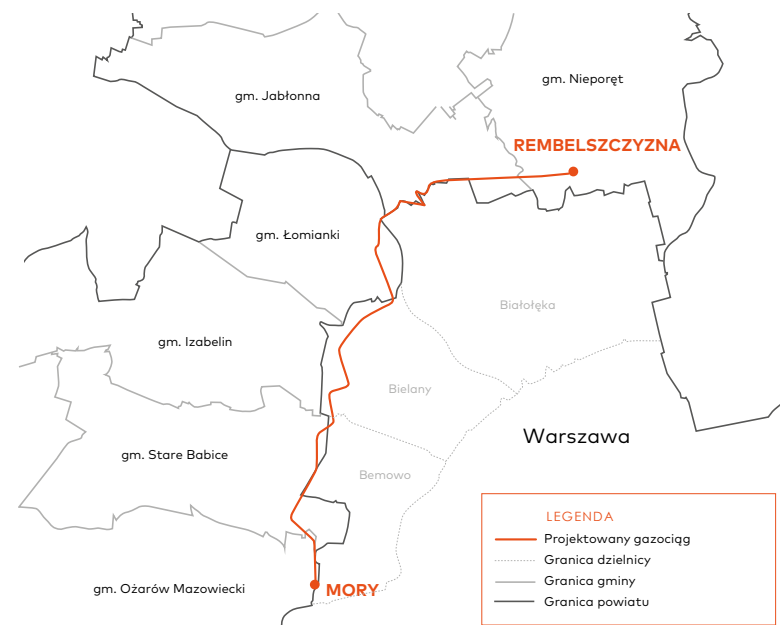 gm. Nieporęt
gm. Jabłonna
REMBELSZCZYZNA
gm. Łomianki
Białołęka
gm. Izabelin
Bielany
Warszawa
gm. Stare Babice
Bemowo
LEGENDA
Projektowany gazociąg
Granica dzielnicy
Granica gminy
Granica powiatu
gm. Ożarów Mazowiecki
MORY